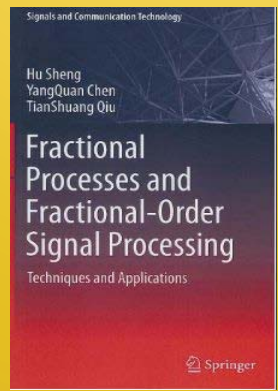 Signals and Communication Technology
Hu Sheng
YangQuan Chen
TianShuang Qiu
Fractional
Processes and
Fractional-Order
Signal Processing
Techniques and Applications
Springer